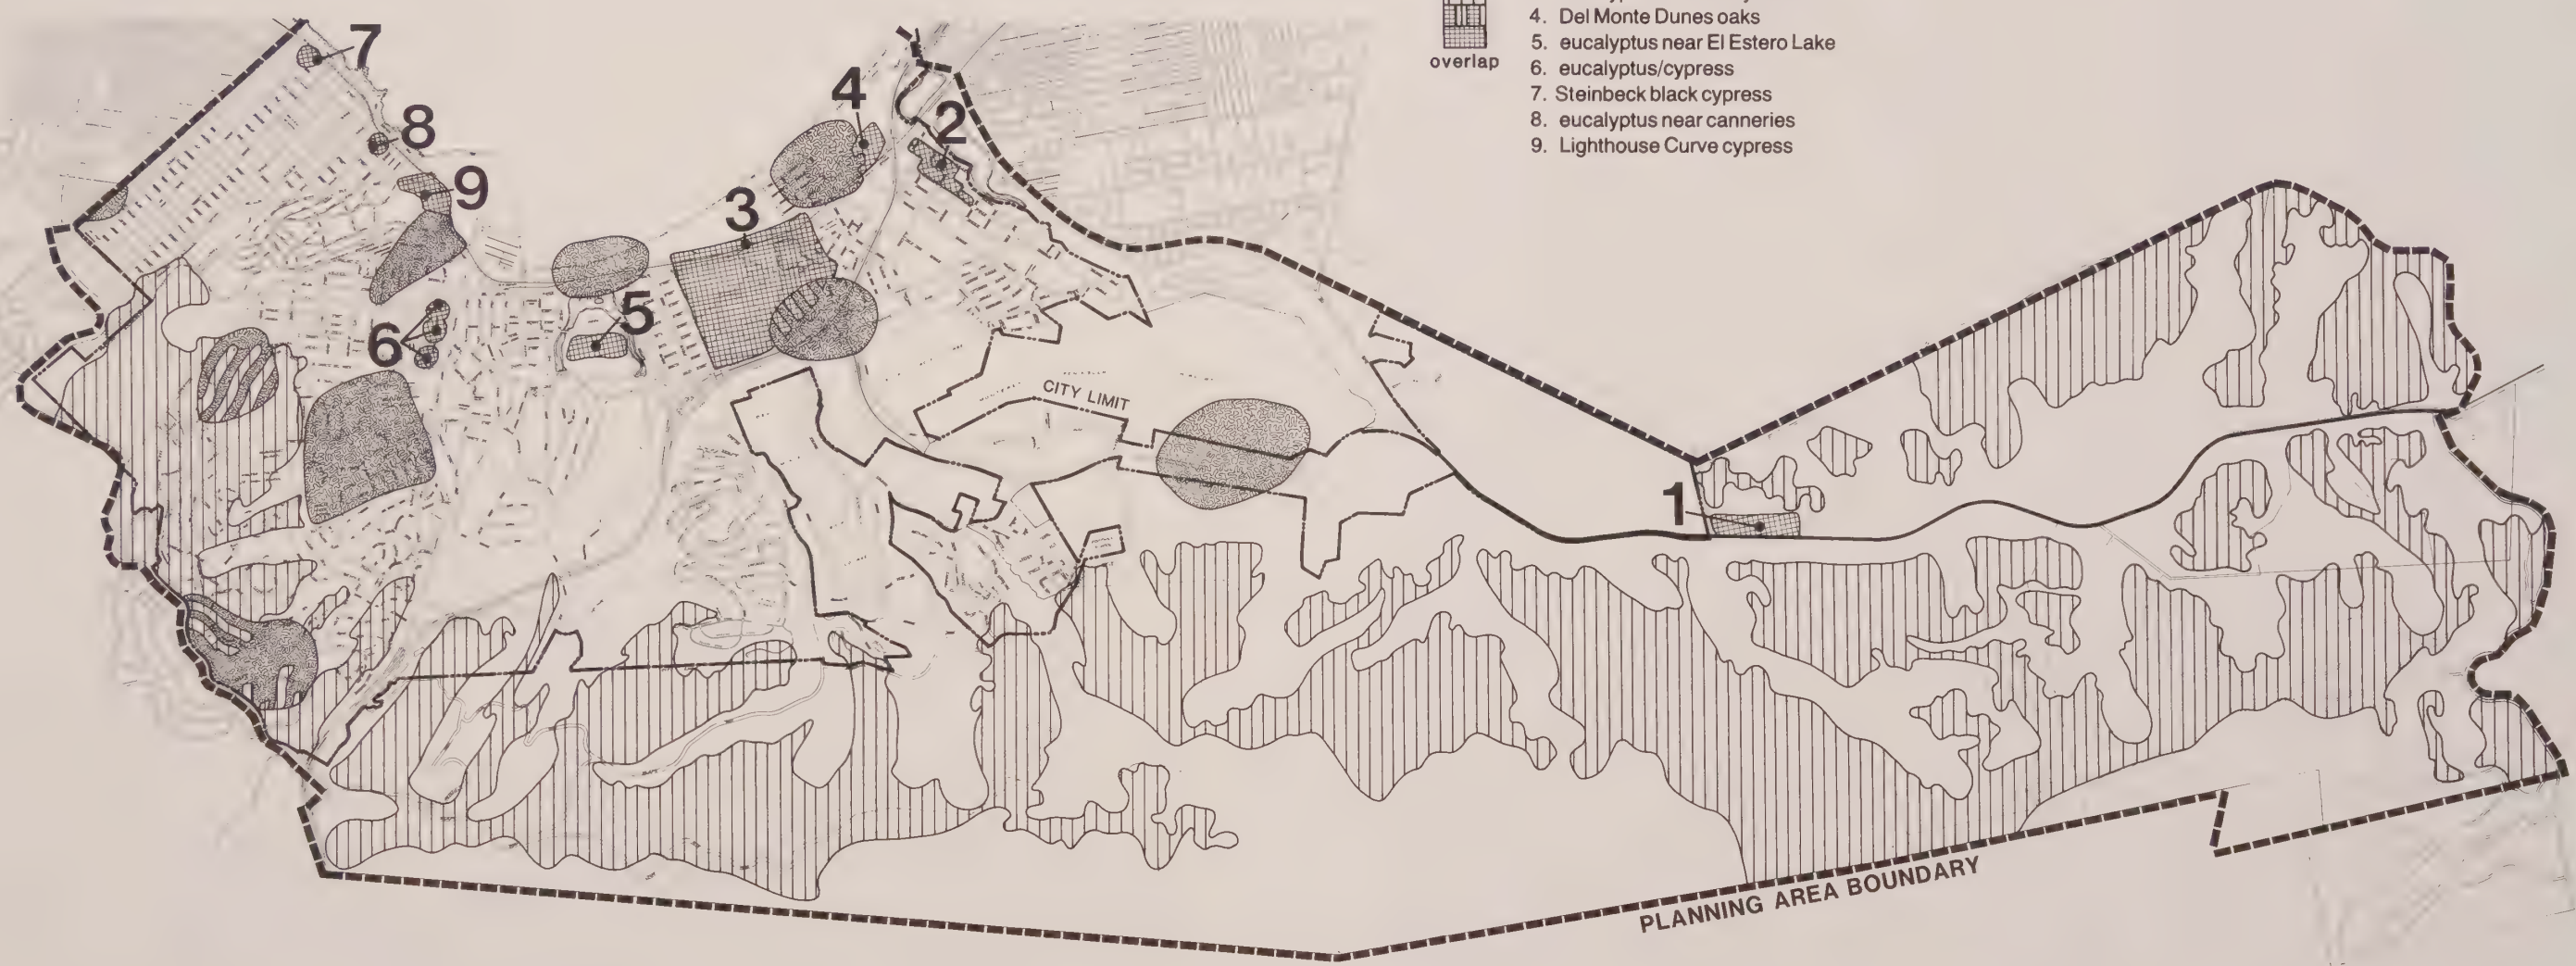 4. Del Monte Dunes oaks
5. eucalyptus near El Estero Lake
6. eucalyptus/cypress
7. Steinbeck black cypress
8. eucalyptus near canneries
9. Lighthouse Curve cypress
overlap
7
8
9
4
2
3
5
6
1
CITY LIMIT
PLANNING AREA BOUNDARY